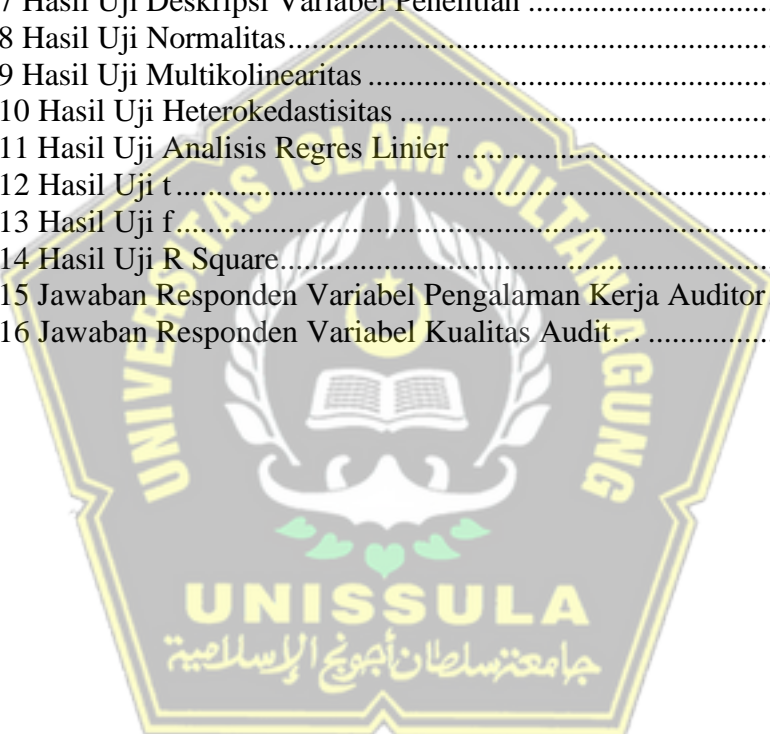 7 Hasil Uji Deskripsi Variabel Penelitian ..............................
8 Hasil Uji Normalitas..............................................................
9 Hasil Uji Multikolinearitas ...................................................
10 Hasil Uji Heterokedastisitas ...............................................
11 Hasil Uji Analisis Regres Linier ........................................
12 Hasil Uji t...........................................................................
13 Hasil Uji f...........................................................................
14 Hasil Uji R Square..............................................................
15 Jawaban Responden Variabel Pengalaman Kerja Auditor
16 Jawaban Responden Variabel Kualitas Audit… ...............
UNIVERSITAS ISLAM SULTAN AGUNG
UNISSULA
جامعتنسلطان أجونج الإسلامية